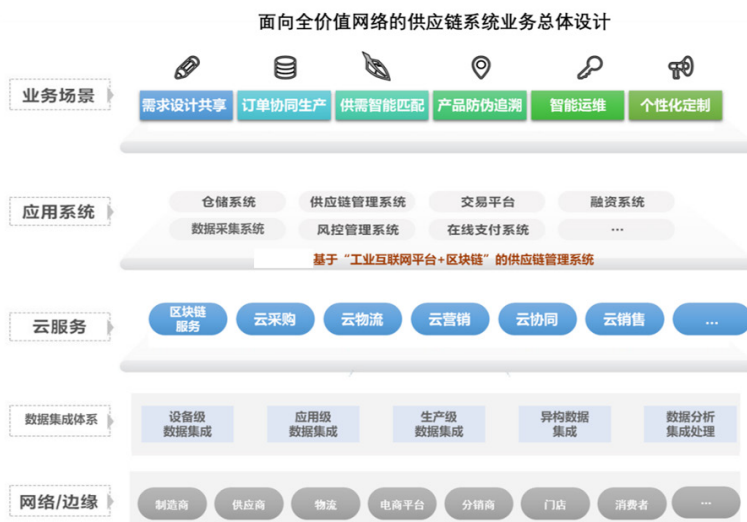 面向全价值网络的供应链系统业务总体设计
业务场景
需求设计共享 订单协同生产 供需智能匹配 产品防伪追溯 智能运维 个性化定制
应用系统
仓储系统 供应链管理系统 交易平台 融资系统
数据采集系统 风控管理系统 在线支付系统 ...
基于“工业互联网平台+区块链”的供应链管理系统
云服务
区块链
服务
云采购 云物流 云营销 云协同 云销售 ...
数据集成体系
设备级
数据集成
应用级
数据集成
生产级
数据集成
异构数据
集成
数据分析
集成处理
网络/边缘
制造商 供应商 物流 电商平台 分销商 门店 消费者 ...